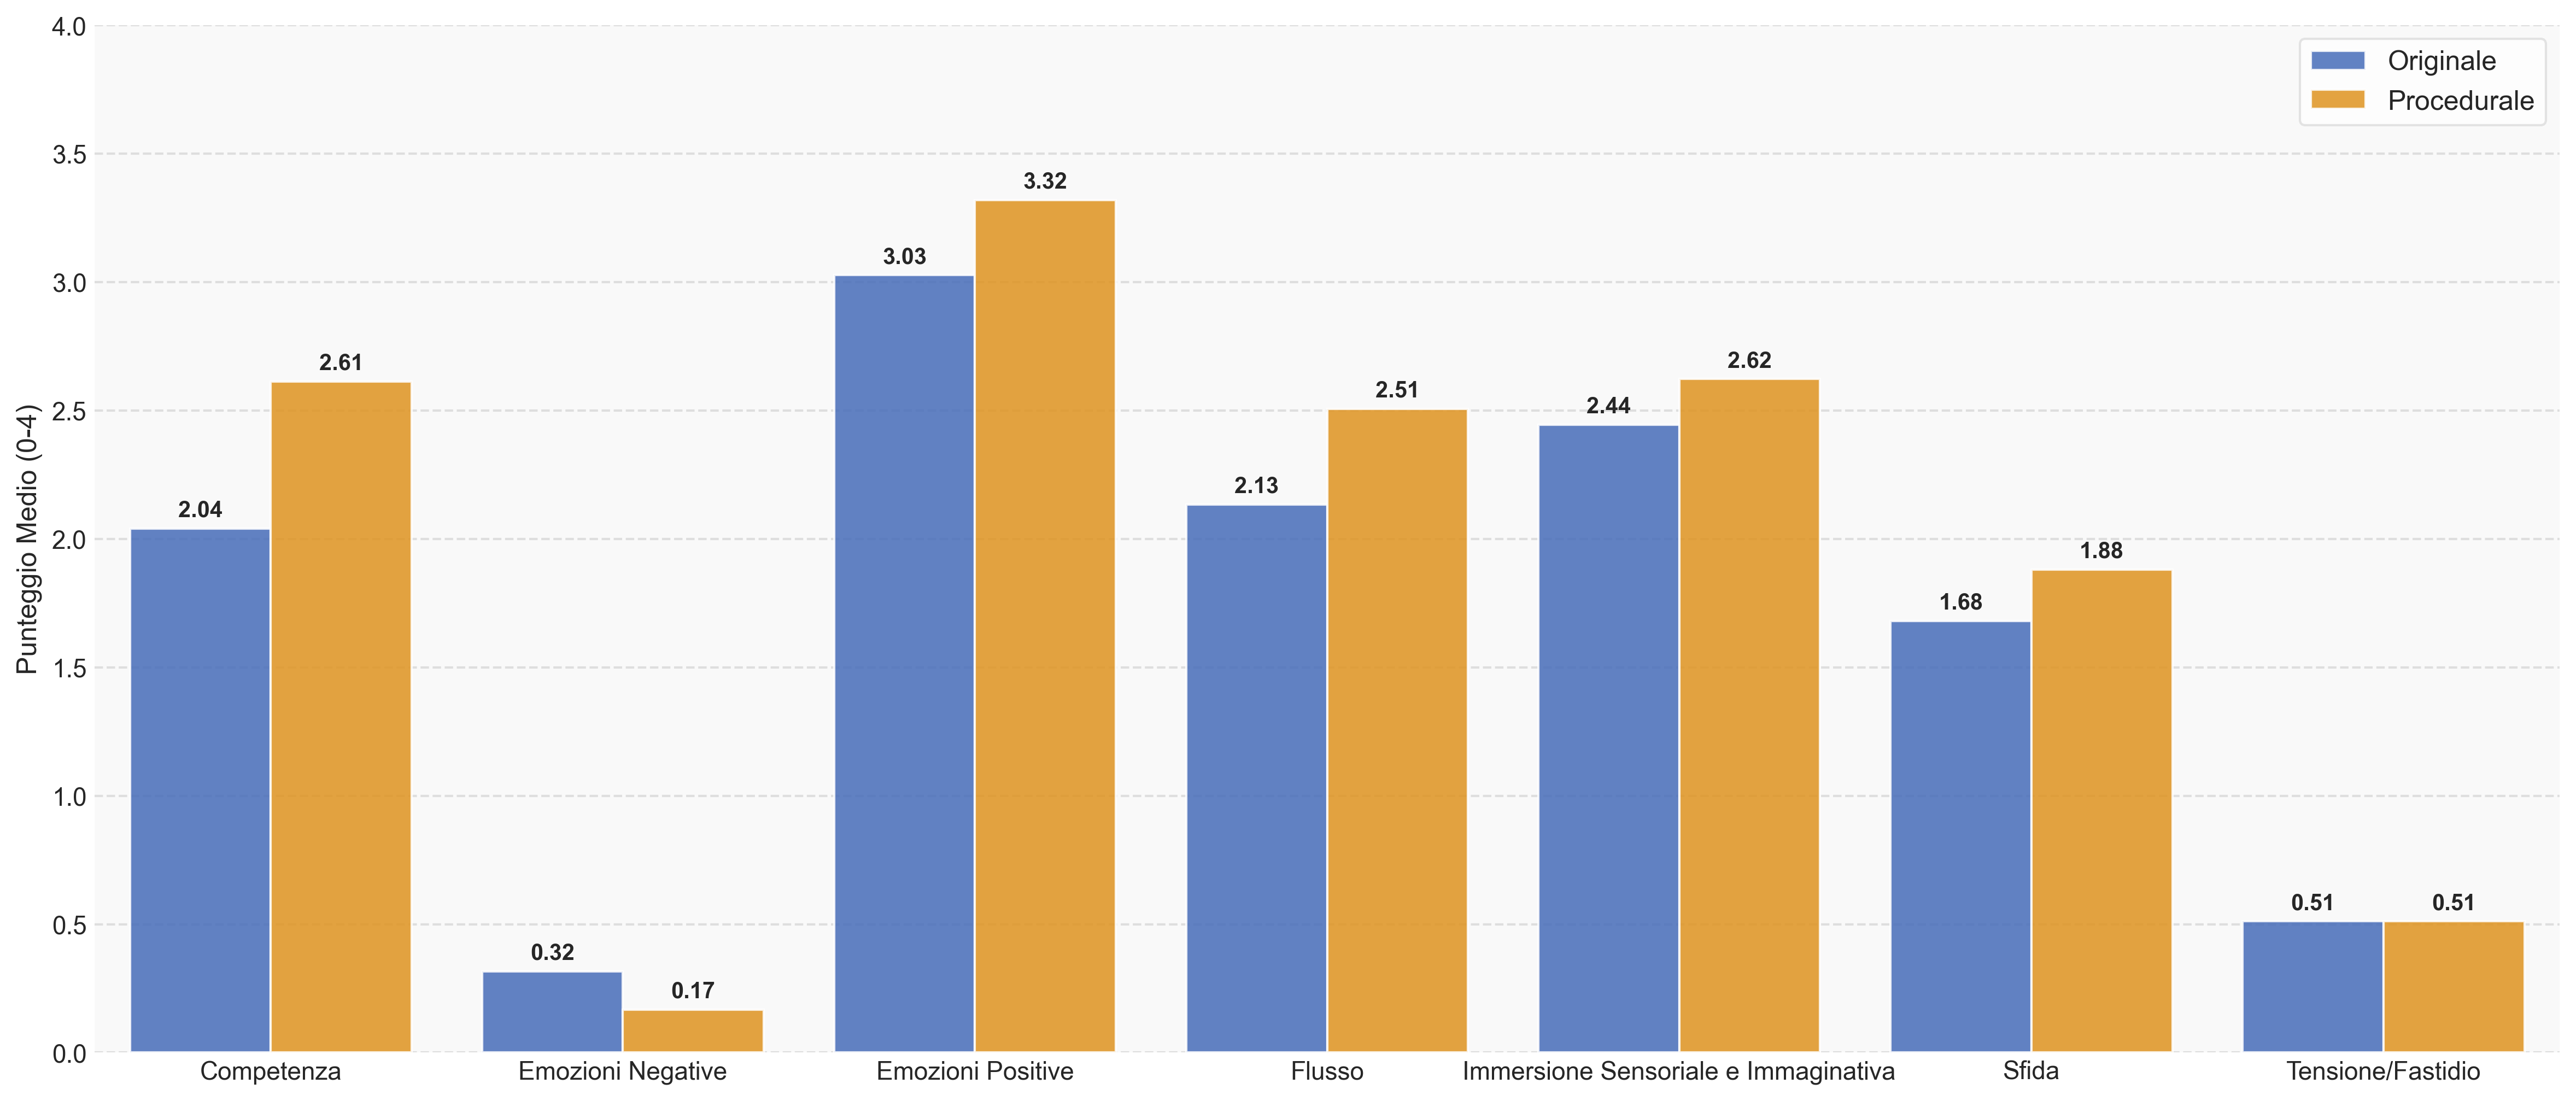 Originale
Procedurale
Punteggio Medio (0-4)
4.0
3.5
3.0
2.5
2.0
1.5
1.0
0.5
0.0
2.04
2.61
0.32
0.17
3.03
3.32
2.13
2.51
2.44
2.62
1.68
1.88
0.51
0.51
Competenza
Emozioni Negative
Emozioni Positive
Flusso
Immersione Sensoriale e Immaginativa
Sfida
Tensione/Fastidio